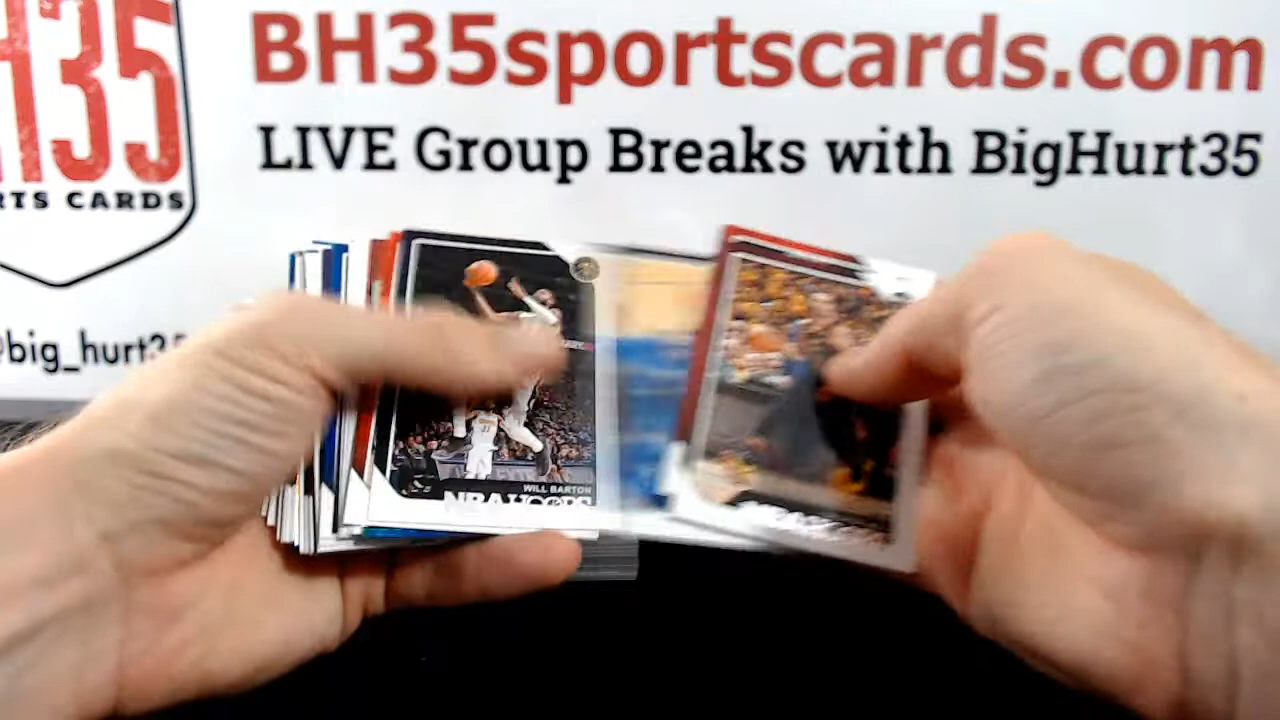 H35
RTS CARDS
BH35sportscards.com
LIVE Group Breaks with BigHurt35
@big_hurt35
WILL BARTON
NBA HOOPS